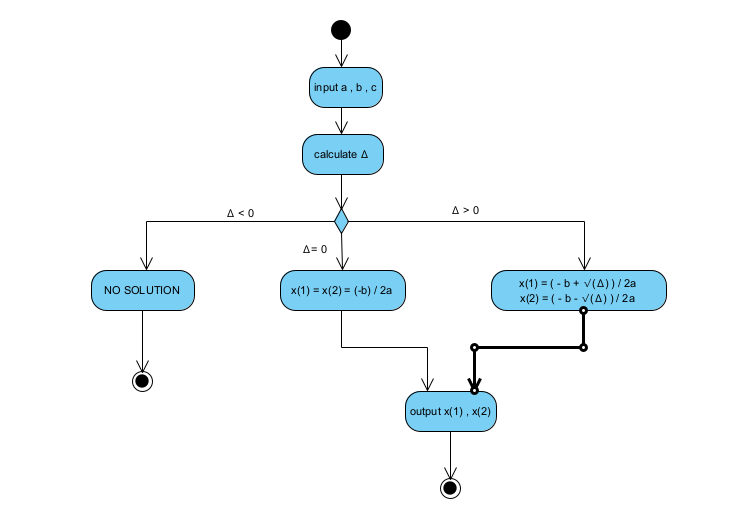 input a , b , c
calculate Δ
Δ < 0
Δ > 0
Δ= 0
NO SOLUTION
x(1) = x(2) = (-b) / 2a
x(1) = ( - b + √(Δ) ) / 2a
x(2) = ( - b - √(Δ) ) / 2a
output x(1) , x(2)